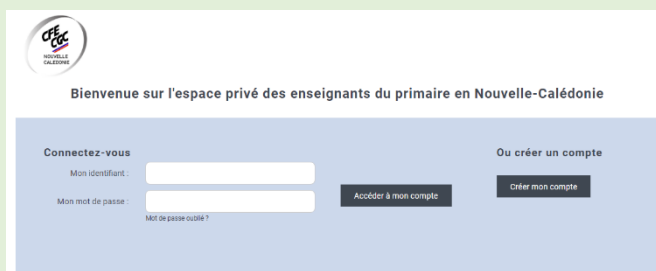 CFE
CGC
NOUVELLE
CALÉDONIE
Bienvenue sur l'espace privé des enseignants du primaire en Nouvelle-Calédonie
Connectez-vous
Mon identifiant :
Mon mot de passe :
Mot de passe oublié ?
Accéder à mon compte
Ou créer un compte
Créer mon compte